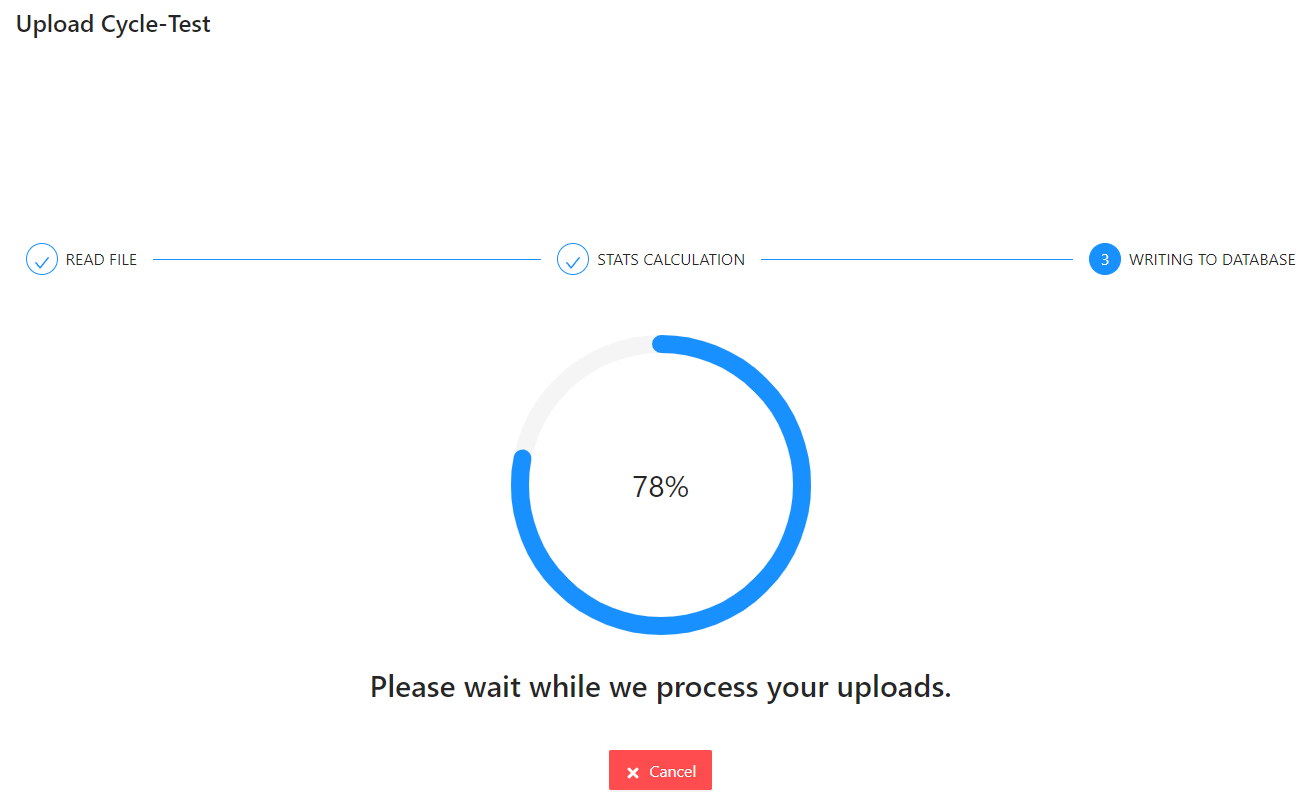 Upload Cycle-Test
READ FILE
STATS CALCULATION
3 WRITING TO DATABASE
78%
Please wait while we process your uploads.
Cancel